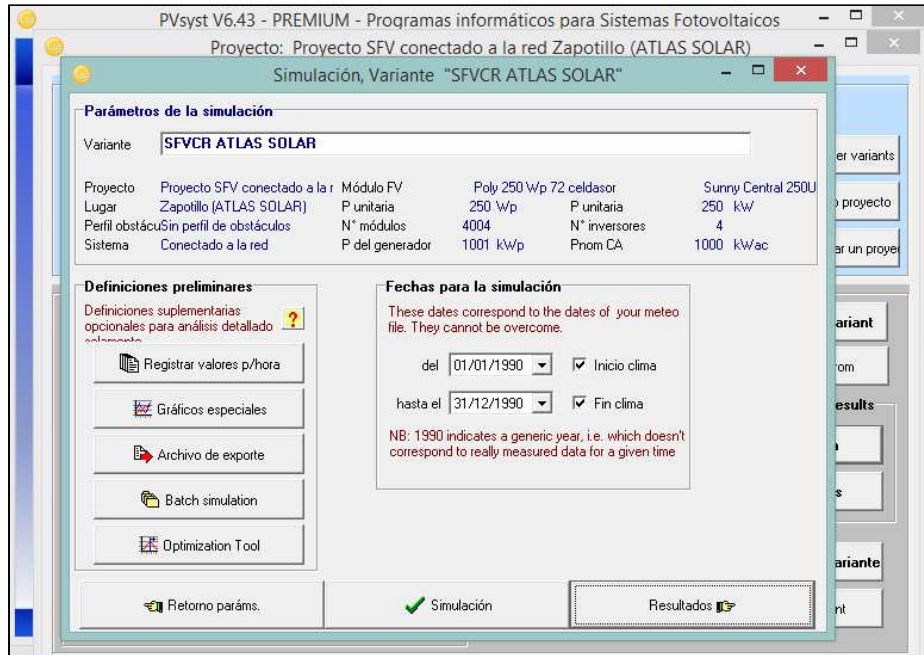 PVsyst V6.43 - PREMIUM - Programas informáticos para Sistemas Fotovoltaicos
Proyecto: Proyecto SFV conectado a la red Zapotillo (ATLAS SOLAR)
Simulación, Variante "SFVCR ATLAS SOLAR"
Parámetros de la simulación
Variante SFVCR ATLAS SOLAR
Proyecto Proyecto SFV conectado a la r Módulo FV Poly 250 Wp 72 celdasor Sunny Central 250U
Lugar Zapotillo (ATLAS SOLAR) P unitaria 250 Wp P unitaria 250 kW
Perfil obstácuSin perfil de obstáculos N° módulos 4004 N° inversores 4
Sistema Conectado a la red P del generador 1001 kWp Pnom CA 1000 kWac
er variants
proyecto
ar un proye
Definiciones preliminares
Definiciones suplementarias
opcionales para análisis detallado
?
Registrar valores p/hora
Gráficos especiales
Archivo de exporte
Batch simulation
Optimization Tool
Fechas para la simulación
These dates correspond to the dates of your meteo
file. They cannot be overcome.
del 01/01/1990 Inicio clima
hasta el 31/12/1990 Fin clima
NB: 1990 indicates a generic year, i.e. which doesn't
correspond to really measured data for a given time
ariant
rom
esults
s
ariante
nt
Retorno paráms.
Simulación
Resultados